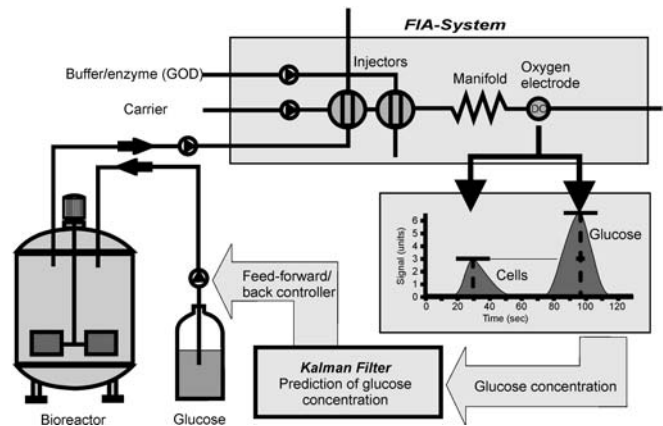 FIA-System
Buffer/enzyme (GOD)
Injectors
Manifold
Oxygen
electrode
Carrier
DO
Signal (units)
6
5
4
3
2
1
0
Cells
Glucose
0 20 40 60 80 100 120
Time (sec)
Feed-forward/
back controller
Kalman Filter
Prediction of glucose
concentration
Glucose concentration
Bioreactor
Glucose